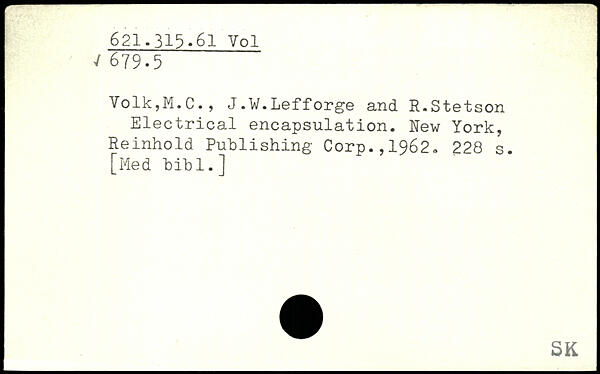 621.315.61 Vol
√ 679.5
Volk,M.C., J.W.Lefforge and R.Stetson
Electrical encapsulation. New York,
Reinhold Publishing Corp.,1962. 228 s.
[Med bibl.]
SK